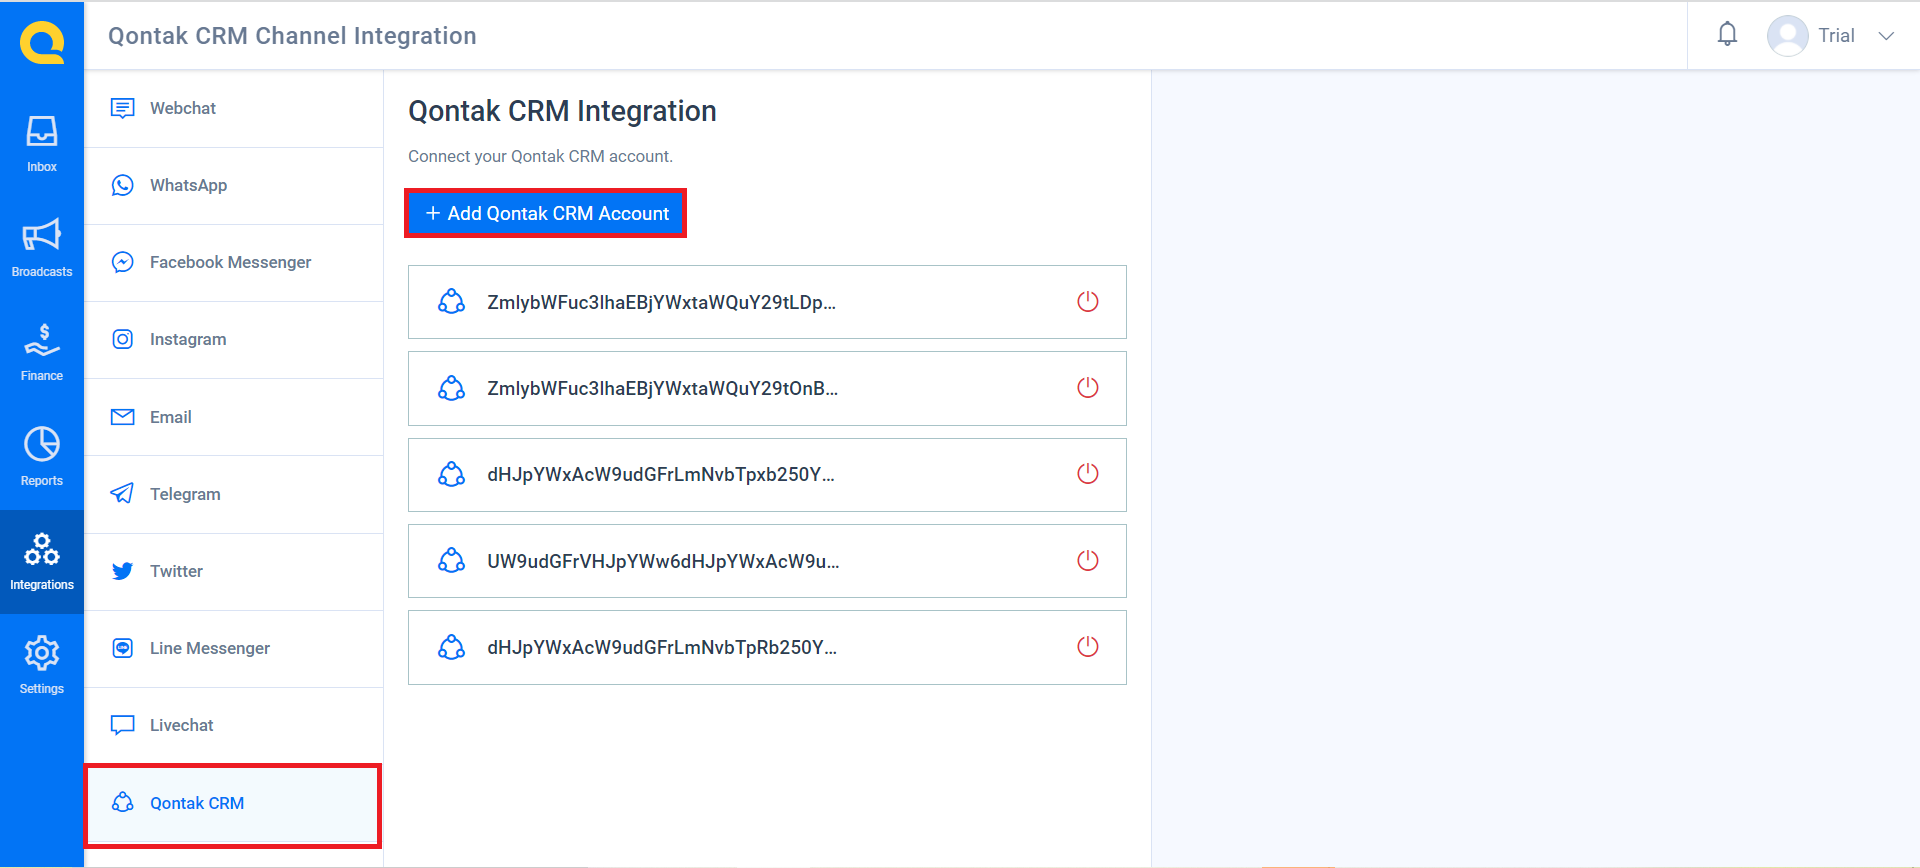 Qontak CRM Channel Integration
Trial
Inbox
Broadcasts
Finance
Reports
Integrations
Settings
Webchat
WhatsApp
Facebook Messenger
Instagram
Email
Telegram
Twitter
Line Messenger
Livechat
Qontak CRM
Qontak CRM Integration
Connect your Qontak CRM account.
+ Add Qontak CRM Account
ZmlybWFuc3lhaEBjYWxtaWQuY29tLDp...
ZmlybWFuc3lhaEBjYWxtaWQuY29tOnB...
dHJpYWxAcW9udGFrLmNvbTpxb250Y...
UW9udGFrVHJpYWw6dHJpYWxAcW9u...
dHJpYWxAcW9udGFrLmNvbTpRb250Y...